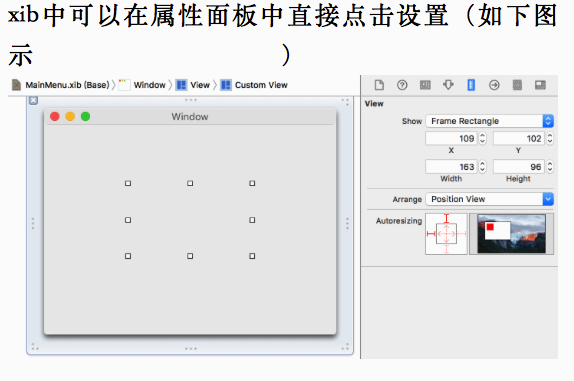 xib中可以在属性面板中直接点击设置（如下图
示 ）
MainMenu.xib (Base) 〉 Window 〉 View 〉 Custom View
Window
View
Show Frame Rectangle
109 102
X Y
163 96
Width Height
Arrange Position View
Autoresizing